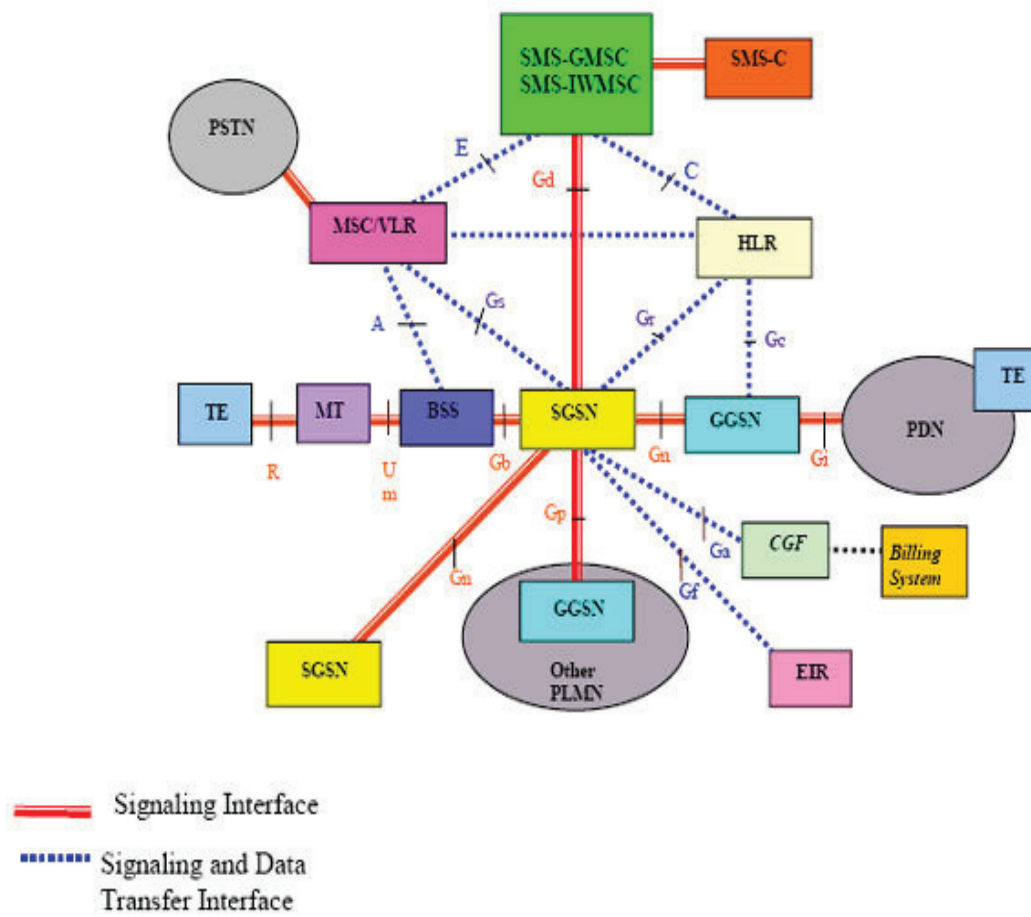 SMS-GMSC
SMS-IWMSC
SMS-C
PSTN
E
C
Gd
MSC/VLR
HLR
Gs
A
Gr
Gc
TE
TE
MT
BSS
SGSN
GGSN
PDN
R
U
m
Gb
Gn
Gi
Gp
Ga
CGF
Billing
System
Gn
Gf
GGSN
SGSN
Other
PLMN
EIR
Signaling Interface
Signaling and Data
Transfer Interface